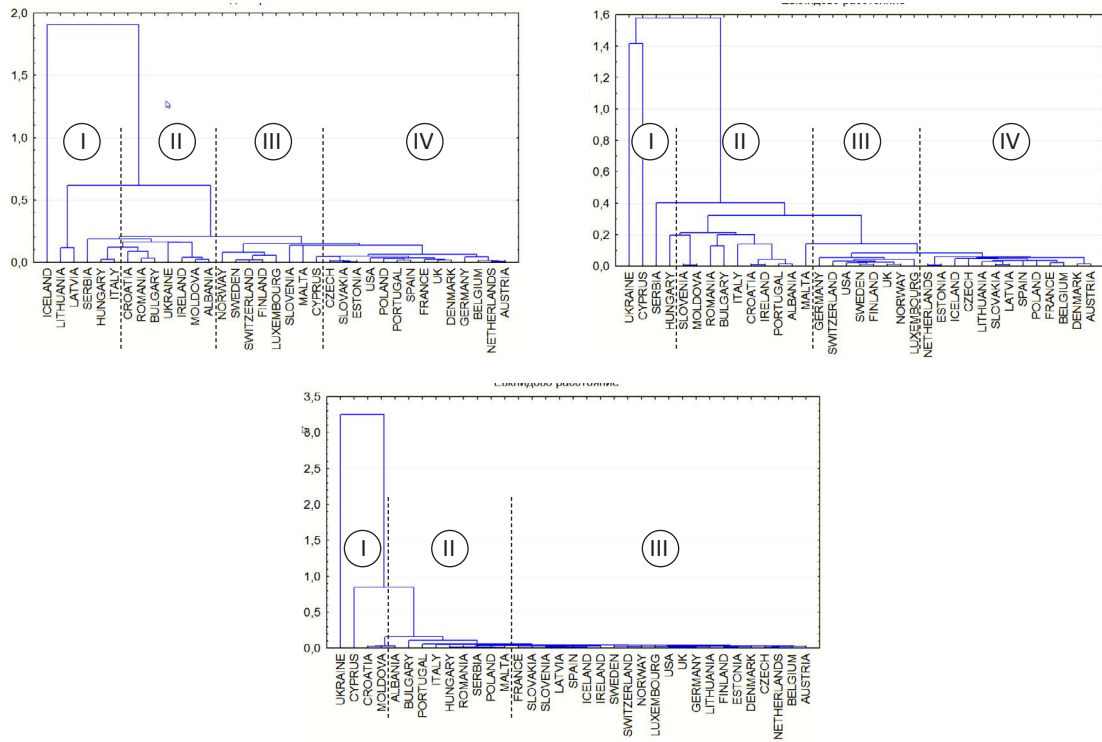 2,0
1,5
1,0
0,5
0,0
I
II
III
IV
ICELAND
LITHUANIA
LATVIA
SERBIA
HUNGARY
ITALY
CROATIA
ROMANIA
BULGARY
UKRAINE
IRELAND
MOLDOVA
ALBANIA
NORWAY
SWEDEN
SWITZERLAND
FINLAND
LUXEMBOURG
SLOVENIA
MALTA
CYPRUS
CZECH
SLOVAKIA
ESTONIA
USA
POLAND
PORTUGAL
SPAIN
FRANCE
UK
DENMARK
GERMANY
BELGIUM
NETHERLANDS
AUSTRIA
Евклидово расстояние
1,6
1,4
1,2
1,0
0,8
0,6
0,4
0,2
0,0
I
II
III
IV
UKRAINE
CYPRUS
SERBIA
HUNGARY
SLOVENIA
MOLDOVA
ROMANIA
BULGARY
ITALY
CROATIA
IRELAND
PORTUGAL
ALBANIA
MALTA
GERMANY
SWITZERLAND
USA
SWEDEN
FINLAND
UK
NORWAY
LUXEMBOURG
NETHERLANDS
ESTONIA
ICELAND
CZECH
LITHUANIA
SLOVAKIA
LATVIA
SPAIN
POLAND
FRANCE
BELGIUM
DENMARK
AUSTRIA
Евклидово расстояние
3,5
3,0
2,5
2,0
1,5
1,0
0,5
0,0
I
II
III
UKRAINE
CYPRUS
CROATIA
MOLDOVA
ALBANIA
BULGARY
PORTUGAL
ITALY
HUNGARY
ROMANIA
SERBIA
POLAND
MALTA
FRANCE
SLOVAKIA
SLOVENIA
LATVIA
SPAIN
ICELAND
IRELAND
SWEDEN
SWITZERLAND
NORWAY
LUXEMBOURG
USA
UK
GERMANY
LITHUANIA
FINLAND
ESTONIA
DENMARK
CZECH
NETHERLANDS
BELGIUM
AUSTRIA